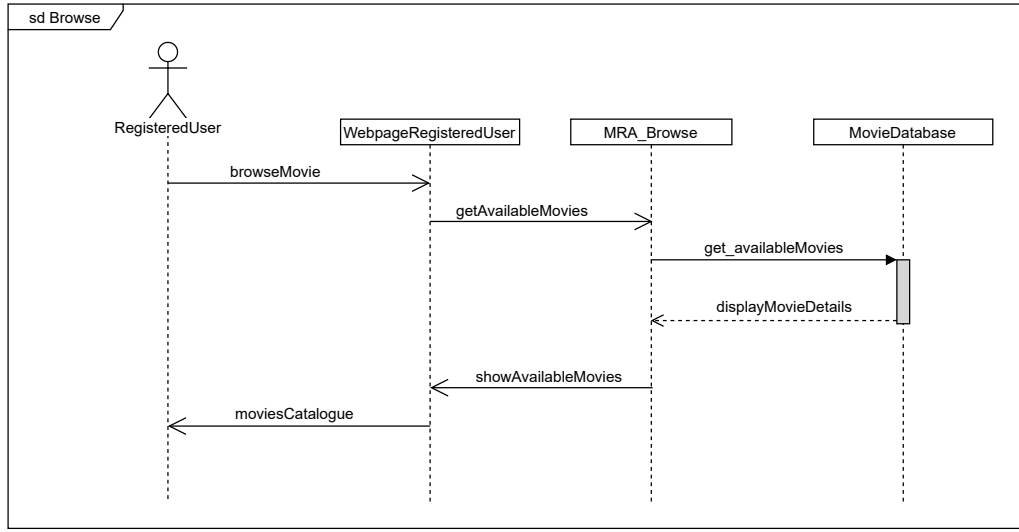 sd Browse
RegisteredUser
WebpageRegisteredUser
MRA_Browse
MovieDatabase
browseMovie
getAvailableMovies
get_availableMovies
displayMovieDetails
showAvailableMovies
moviesCatalogue